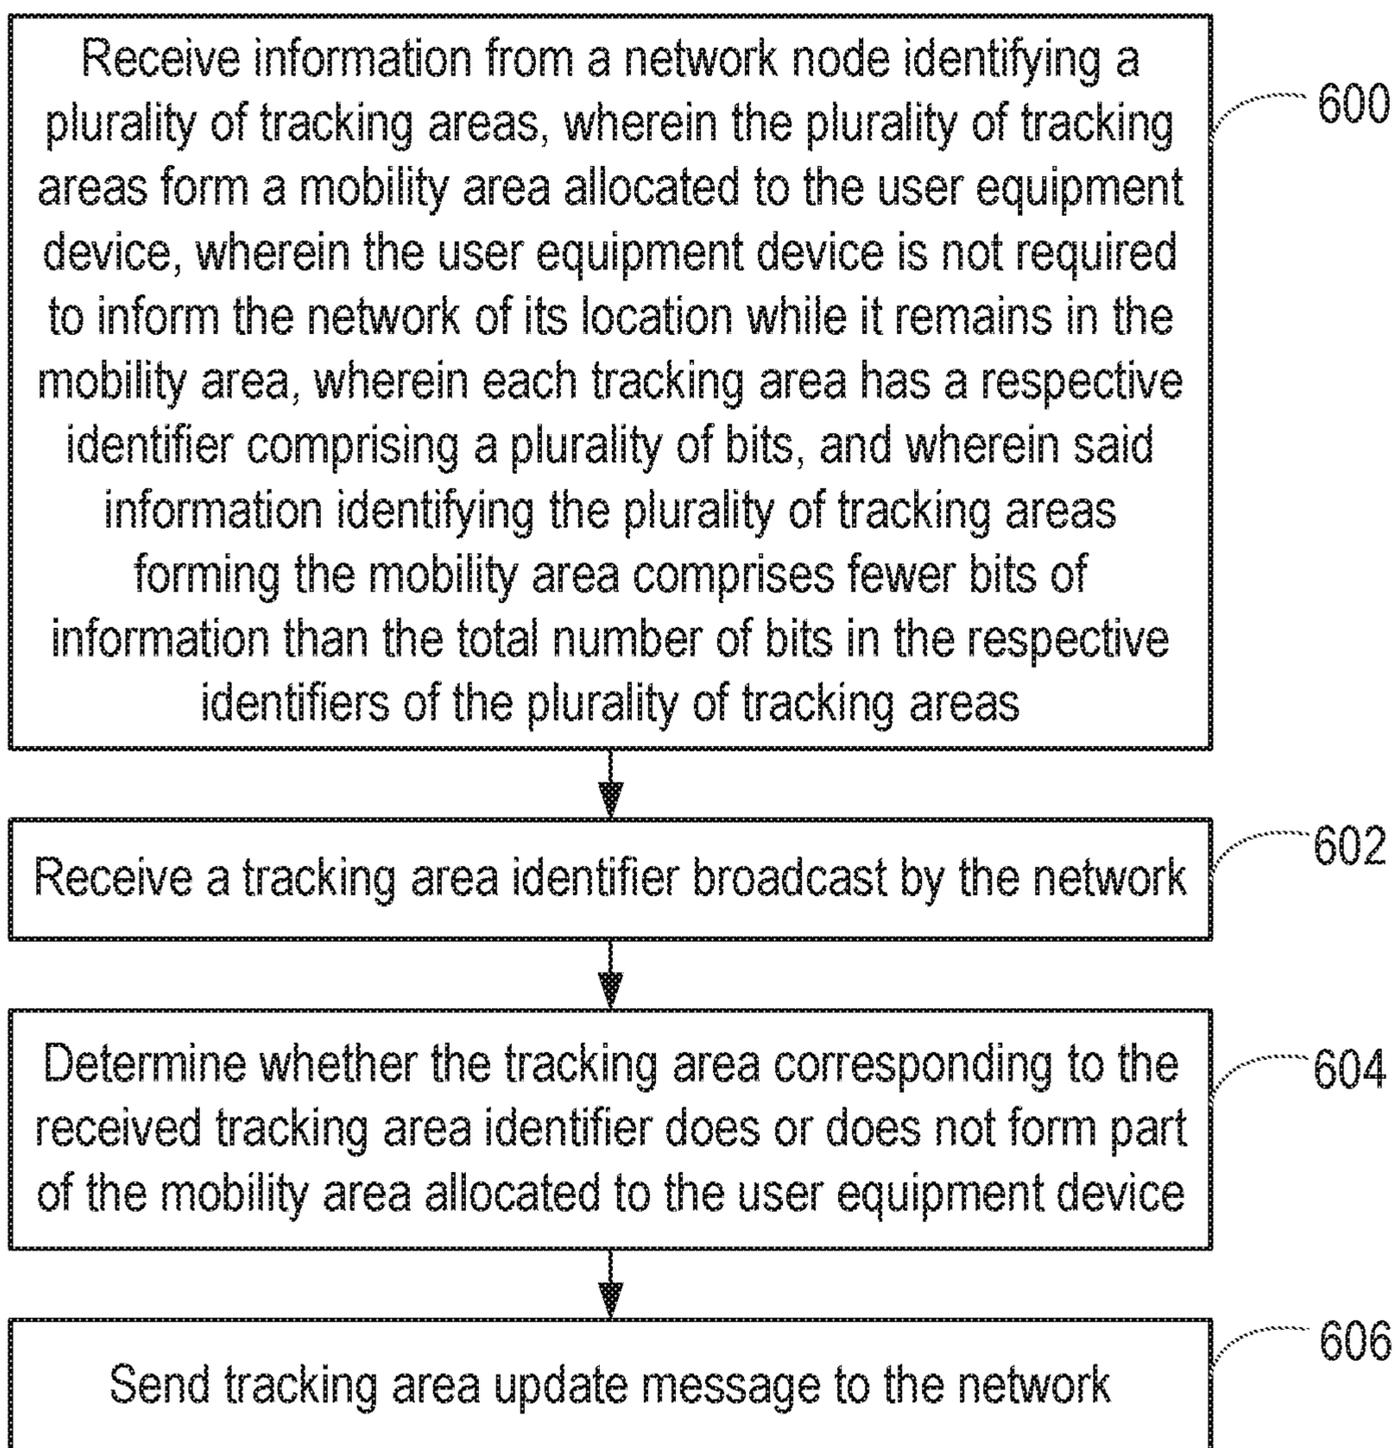 Receive information from a network node identifying a
plurality of tracking areas, wherein the plurality of tracking
areas form a mobility area allocated to the user equipment
device, wherein the user equipment device is not required
to inform the network of its location while it remains in the
mobility area, wherein each tracking area has a respective
identifier comprising a plurality of bits, and wherein said
information identifying the plurality of tracking areas
forming the mobility area comprises fewer bits of
information than the total number of bits in the respective
identifiers of the plurality of tracking areas
600
Receive a tracking area identifier broadcast by the network
602
Determine whether the tracking area corresponding to the
received tracking area identifier does or does not form part
of the mobility area allocated to the user equipment device
604
Send tracking area update message to the network
606